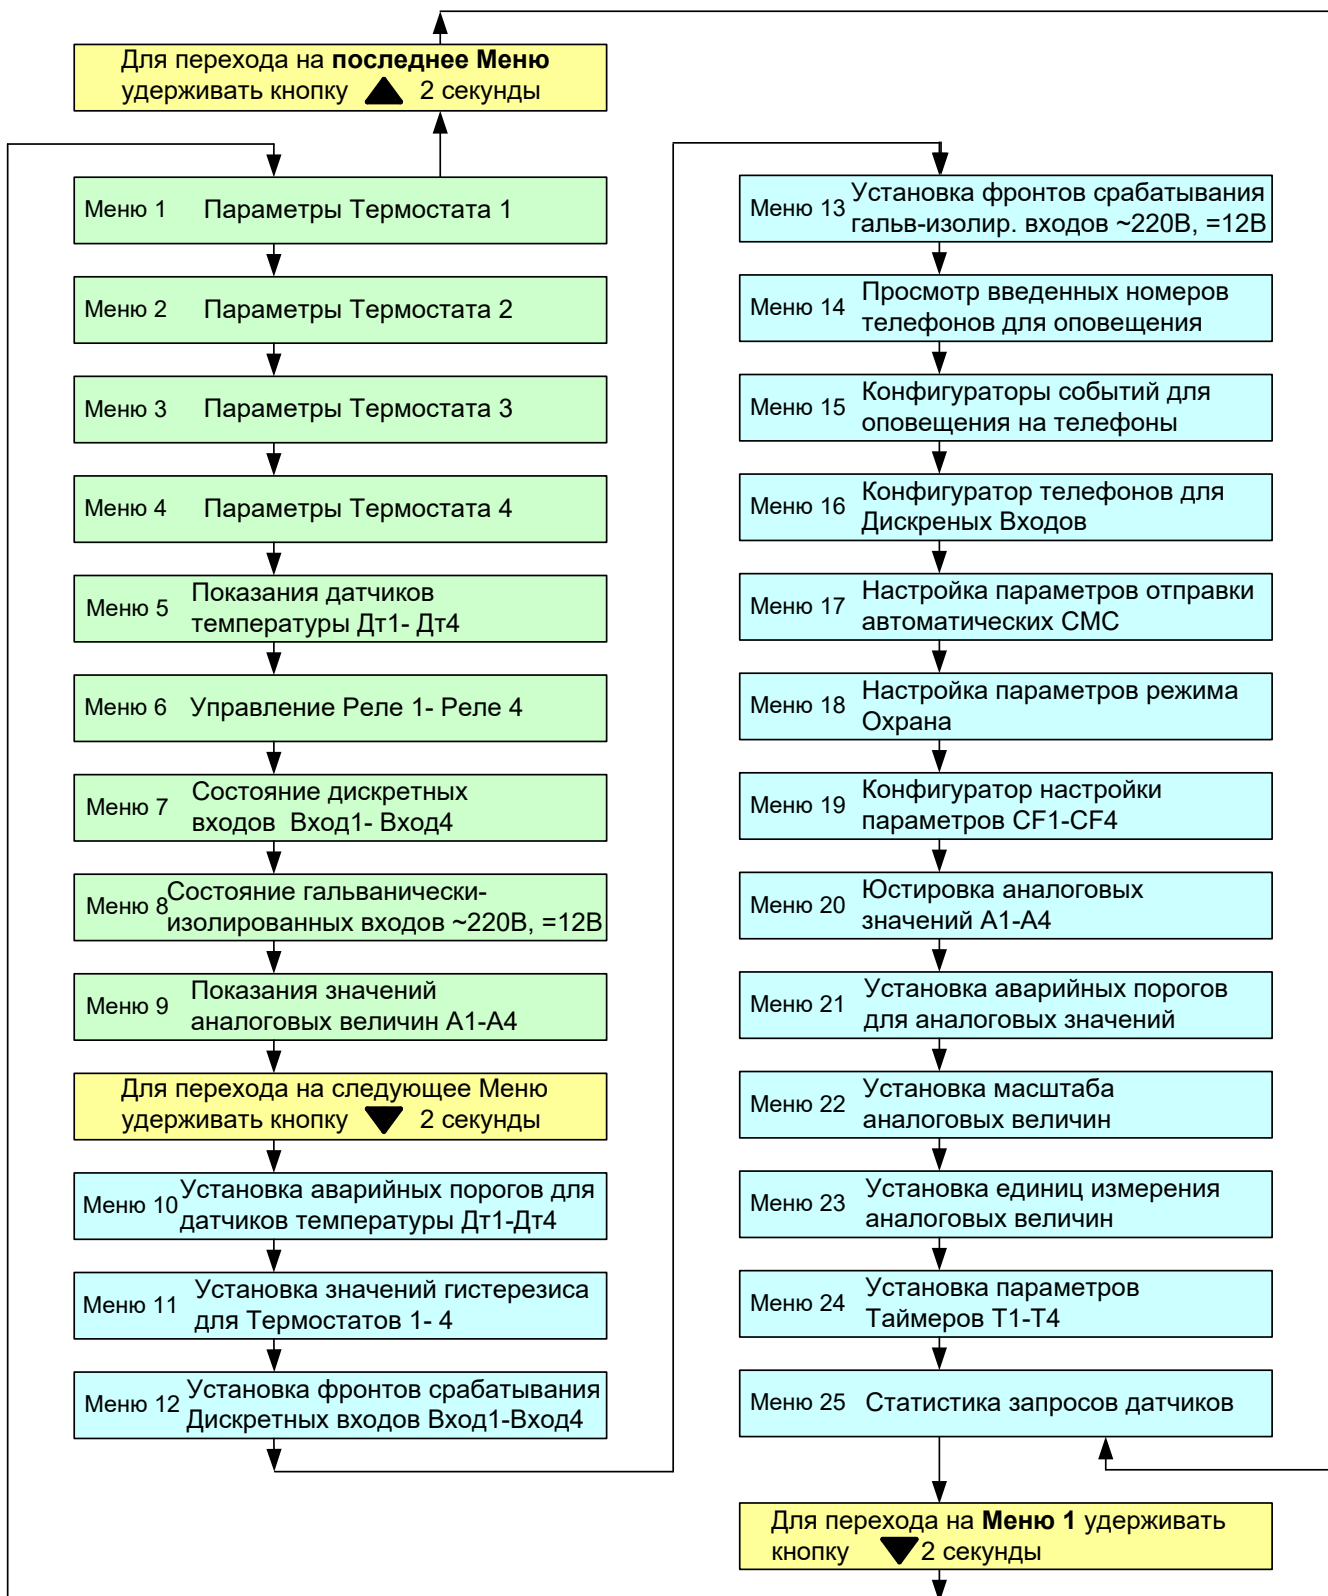 Для перехода на последнее Меню
удерживать кнопку 2 секунды
Меню 1 Параметры Термостата 1
Меню 2 Параметры Термостата 2
Меню 3 Параметры Термостата 3
Меню 4 Параметры Термостата 4
Меню 5 Показания датчиков
температуры Дт1- Дт4
Меню 6 Управление Реле 1- Реле 4
Меню 7 Состояние дискретных
входов Вход1- Вход4
Меню 8 Состояние гальванически-
изолированных входов ~220В, =12В
Меню 9 Показания значений
аналоговых величин А1-А4
Для перехода на следующее Меню
удерживать кнопку 2 секунды
Меню 10 Установка аварийных порогов для
датчиков температуры Дт1-Дт4
Меню 11 Установка значений гистерезиса
для Термостатов 1- 4
Меню 12 Установка фронтов срабатывания
Дискретных входов Вход1-Вход4
Меню 13 Установка фронтов срабатывания
гальв-изолир. входов ~220В, =12В
Меню 14 Просмотр введенных номеров
телефонов для оповещения
Меню 15 Конфигураторы событий для
оповещения на телефоны
Меню 16 Конфигуратор телефонов для
Дискреных Входов
Меню 17 Настройка параметров отправки
автоматических СМС
Меню 18 Настройка параметров режима
Охрана
Меню 19 Конфигуратор настройки
параметров CF1-CF4
Меню 20 Юстировка аналоговых
значений А1-А4
Меню 21 Установка аварийных порогов
для аналоговых значений
Меню 22 Установка масштаба
аналоговых величин
Меню 23 Установка единиц измерения
аналоговых величин
Меню 24 Установка параметров
Таймеров Т1-Т4
Меню 25 Статистика запросов датчиков
Для перехода на Меню 1 удерживать
кнопку 2 секунды